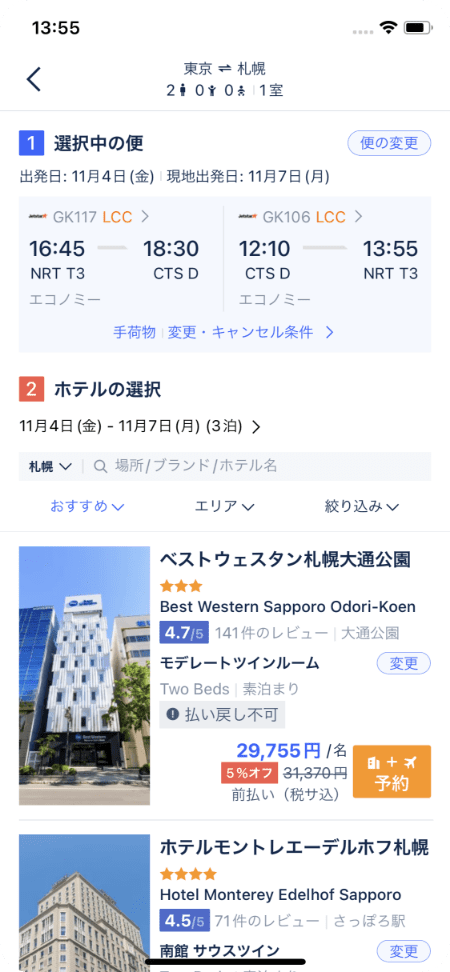 13:55
東京 ⇌ 札幌
2 0 0 | 1室
1 選択中の便 便の変更
出発日: 11月4日(金) | 現地出発日: 11月7日(月)
GK117 LCC >
16:45 18:30
NRT T3 CTS D
エコノミー
GK106 LCC >
12:10 13:55
CTS D NRT T3
エコノミー
手荷物 | 変更・キャンセル条件 >
2 ホテルの選択
11月4日(金) - 11月7日(月) (3泊) >
札幌 場所/ブランド/ホテル名
おすすめ エリア 絞り込み
ベストウェスタン札幌大通公園
Best Western Sapporo Odori-Koen
4.7/5 141件のレビュー | 大通公園
モデレートツインルーム 変更
Two Beds | 素泊まり
払い戻し不可
29,755円 /名
5%オフ 31,370円
前払い（税サ込）
+
予約
ホテルモントレエーデルホフ札幌
Hotel Monterey Edelhof Sapporo
4.5/5 71件のレビュー | さっぽろ駅
南館 サウスツイン 変更